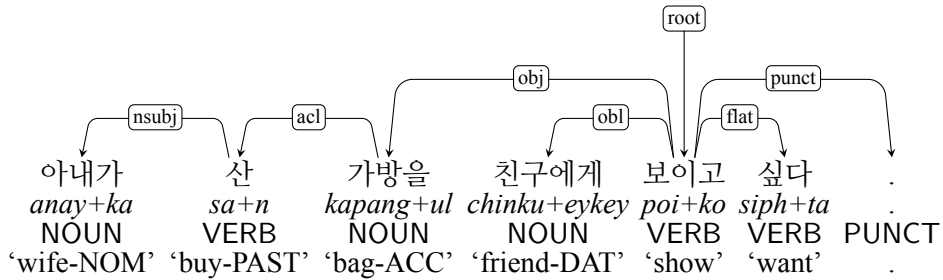 root
obj punct
nsubj acl obl flat
아내가 산 가방을 친구에게 보이고 싶다 .
anay+ka sa+n kapang+ul chinku+eykey poi+ko siph+ta .
NOUN VERB NOUN NOUN VERB VERB PUNCT
‘wife-NOM’ ‘buy-PAST’ ‘bag-ACC’ ‘friend-DAT’ ‘show’ ‘want’ .